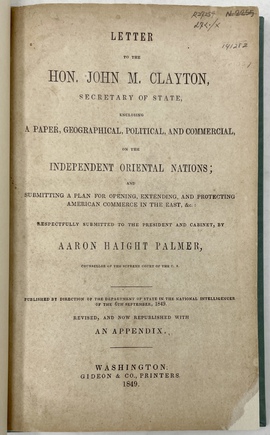 141282
LETTER
TO THE
HON. JOHN M. CLAYTON,
SECRETARY OF STATE,
ENCLOSING
A PAPER, GEOGRAPHICAL, POLITICAL, AND COMMERCIAL,
ON THE
INDEPENDENT ORIENTAL NATIONS;
AND
SUBMITTING A PLAN FOR OPENING, EXTENDING, AND PROTECTING
AMERICAN COMMERCE IN THE EAST, &c.
RESPECTFULLY SUBMITTED TO THE PRESIDENT AND CABINET, BY
AARON HAIGHT PALMER,
COUNSELLOR OF THE SUPREME COURT OF THE U. S.
PUBLISHED BY DIRECTION OF THE DEPARTMENT OF STATE IN THE NATIONAL INTELLIGENCER
OF THE 6TH SEPTEMBER, 1849.
REVISED, AND NOW REPUBLISHED WITH
AN APPENDIX.
WASHINGTON:
GIDEON & CO., PRINTERS.
1849.